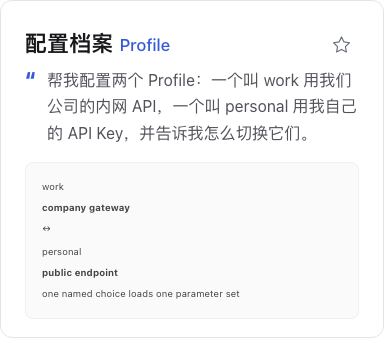 配置档案 Profile
“ 帮我配置两个 Profile：一个叫 work 用我们
公司的内网 API，一个叫 personal 用我自己
的 API Key，并告诉我怎么切换它们。
work
company gateway
↔
personal
public endpoint
one named choice loads one parameter set